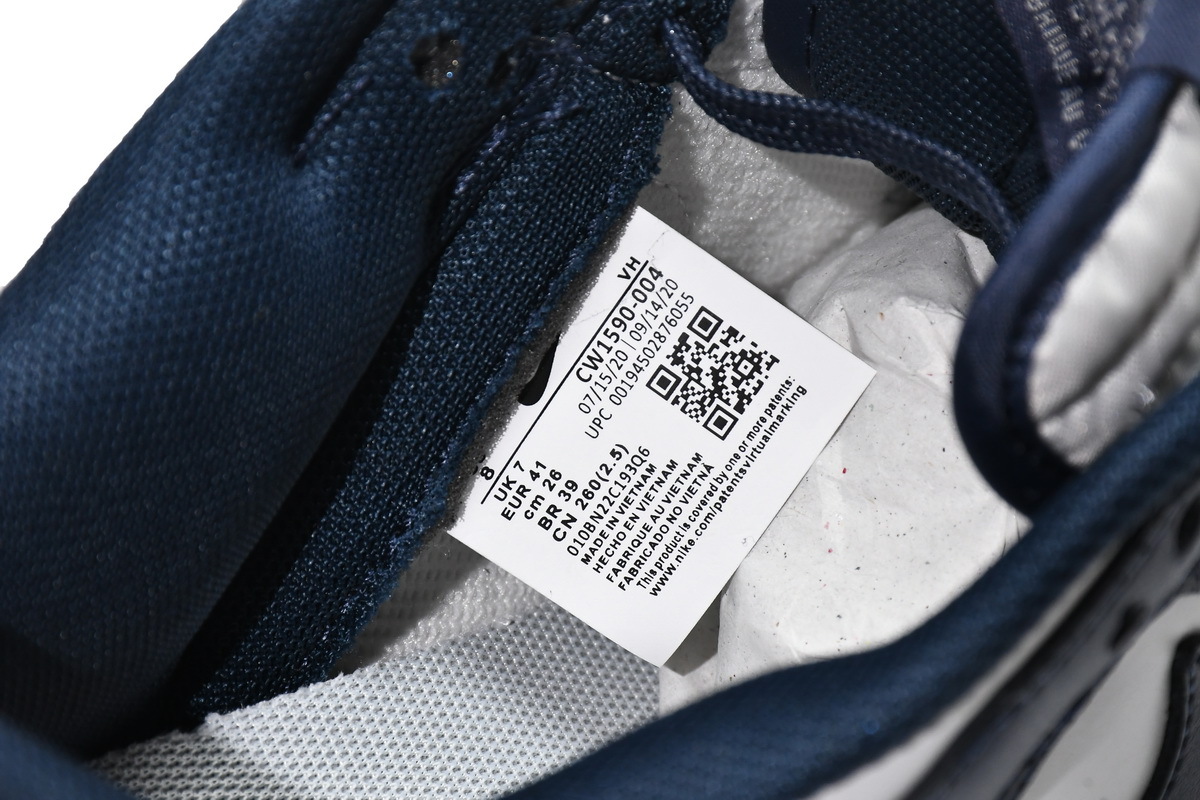 VH
CW1590-004
07/15/20 | 09/14/20
UPC 00194502876055
8
UK 7
EUR 41
cm 26
BR 39
CN 260(2.5)
010BN22C193Q6
MADE IN VIETNAM
HECHO EN VIETNAM
FABRIQUE AU VIETNAM
FABRICADO NO VIETNÃ
This product is covered by one or more patents:
www.nike.com/patentsvirtualmarking